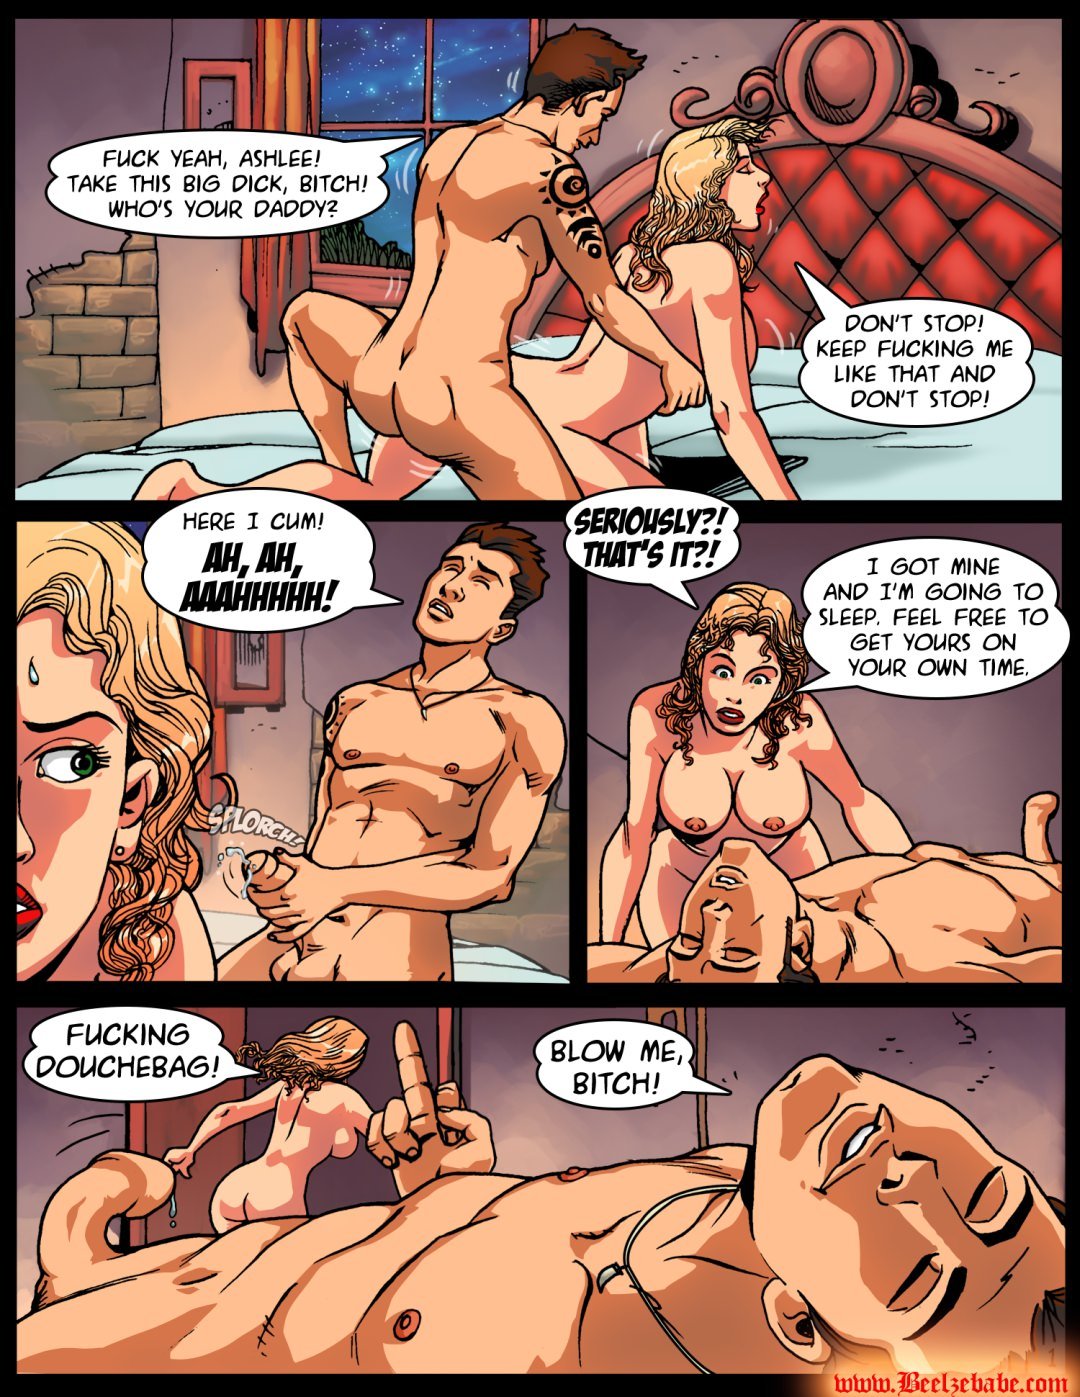 FUCK YEAH, ASHLEE!
TAKE THIS BIG DICK, BITCH!
WHO'S YOUR DADDY?
DON'T STOP!
KEEP FUCKING ME
LIKE THAT AND
DON'T STOP!
HERE I CUM!
AH, AH,
AAAHHHHH!
SPLORCH!
SERIOUSLY?!
THAT'S IT?!
I GOT MINE
AND I'M GOING TO
SLEEP. FEEL FREE TO
GET YOURS ON
YOUR OWN TIME.
FUCKING
DOUCHEBAG!
BLOW ME,
BITCH!
1
www.Beelzebabe.com